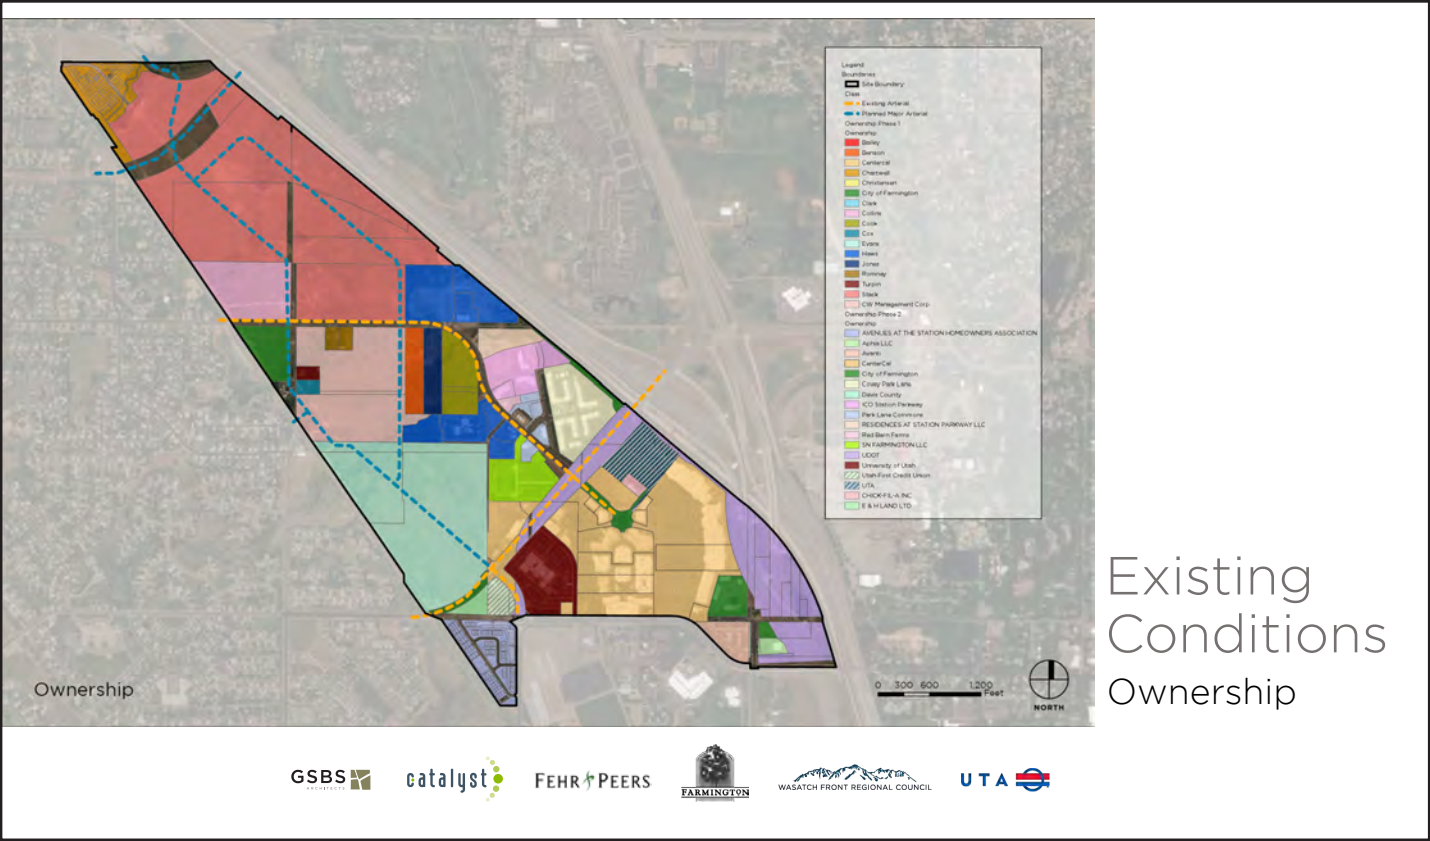 Legend
Boundaries
Site Boundary
Class
Existing Arterial
Planned Major Arterial
Ownership Phase 1
Ownership
Bailey
Benson
Centercal
Chartwell
Christensen
City of Farmington
Clark
Collins
Cook
Cox
Evans
Hawe
Jones
Romney
Turpin
Stack
CW Management Corp
Ownership Phase 2
Ownership
AVENUES AT THE STATION HOMEOWNERS ASSOCIATION
Aphia LLC
Avanti
CenterCal
City of Farmington
Covey Park Lane
Davis County
ICO Station Parkway
Park Lane Commons
RESIDENCES AT STATION PARKWAY LLC
Red Barn Farms
SN FARMINGTON LLC
UDOT
University of Utah
Utah First Credit Union
UTA
CHICK-FIL-A INC
E & H LAND LTD
Existing
Conditions
Ownership
Ownership
0 300 600 1,200
Feet
NORTH
GSBS
ARCHITECTS
catalyst
FEHR PEERS
FARMINGTON
WASATCH FRONT REGIONAL COUNCIL
UTA